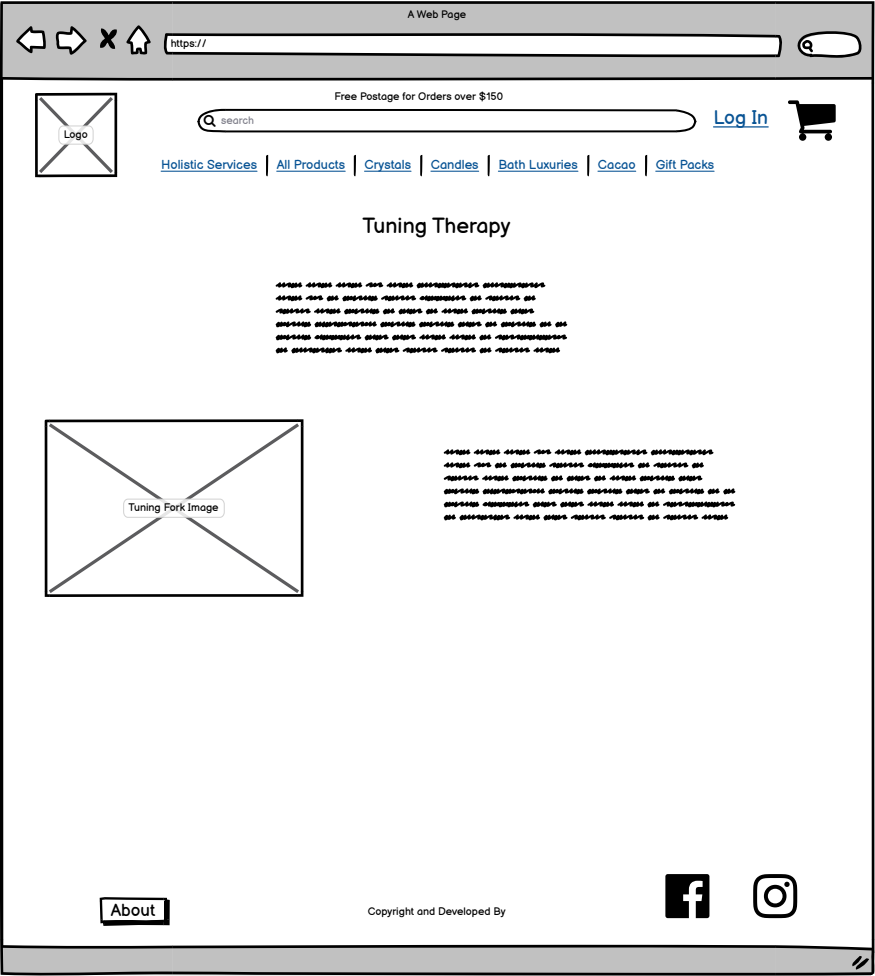 A Web Page
https://
Free Postage for Orders over $150
Logo
search
Log In
Holistic Services
All Products
Crystals
Candles
Bath Luxuries
Cacao
Gift Packs
Tuning Therapy
Tuning Fork Image
About
Copyright and Developed By